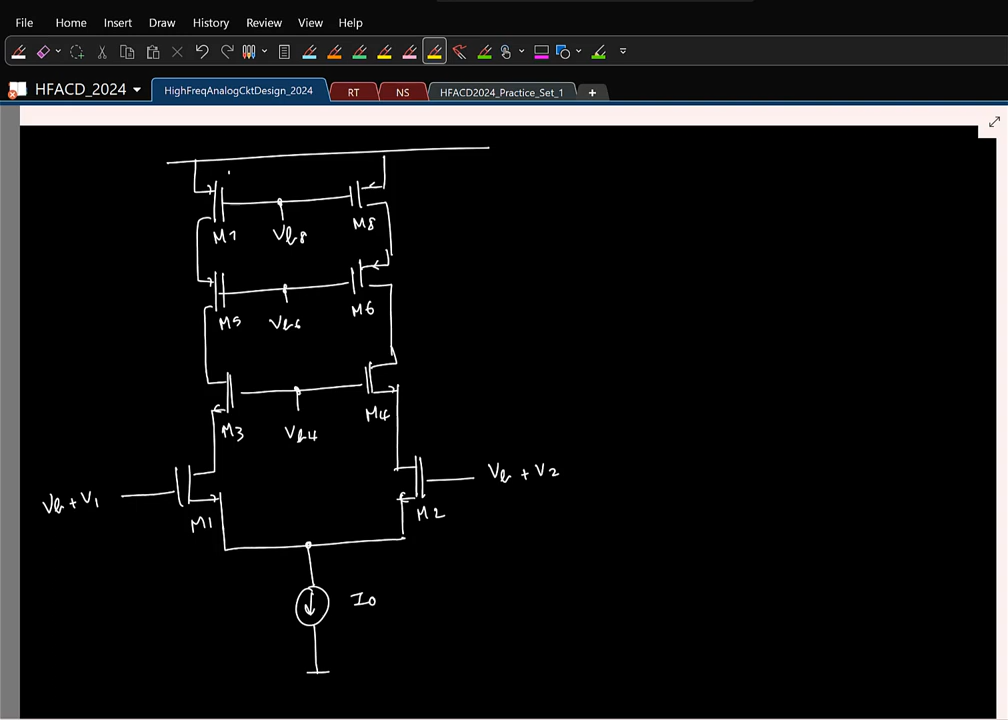 File Home Insert Draw History Review View Help
HFACD_2024 HighFreqAnalogCktDesign_2024 RT NS HFACD2024_Practice_Set_1
M7 Vb8 M8
M5 Vb6 M6
M3 Vb4 M4
Vb + V1 M1 M2 Vb + V2
I0